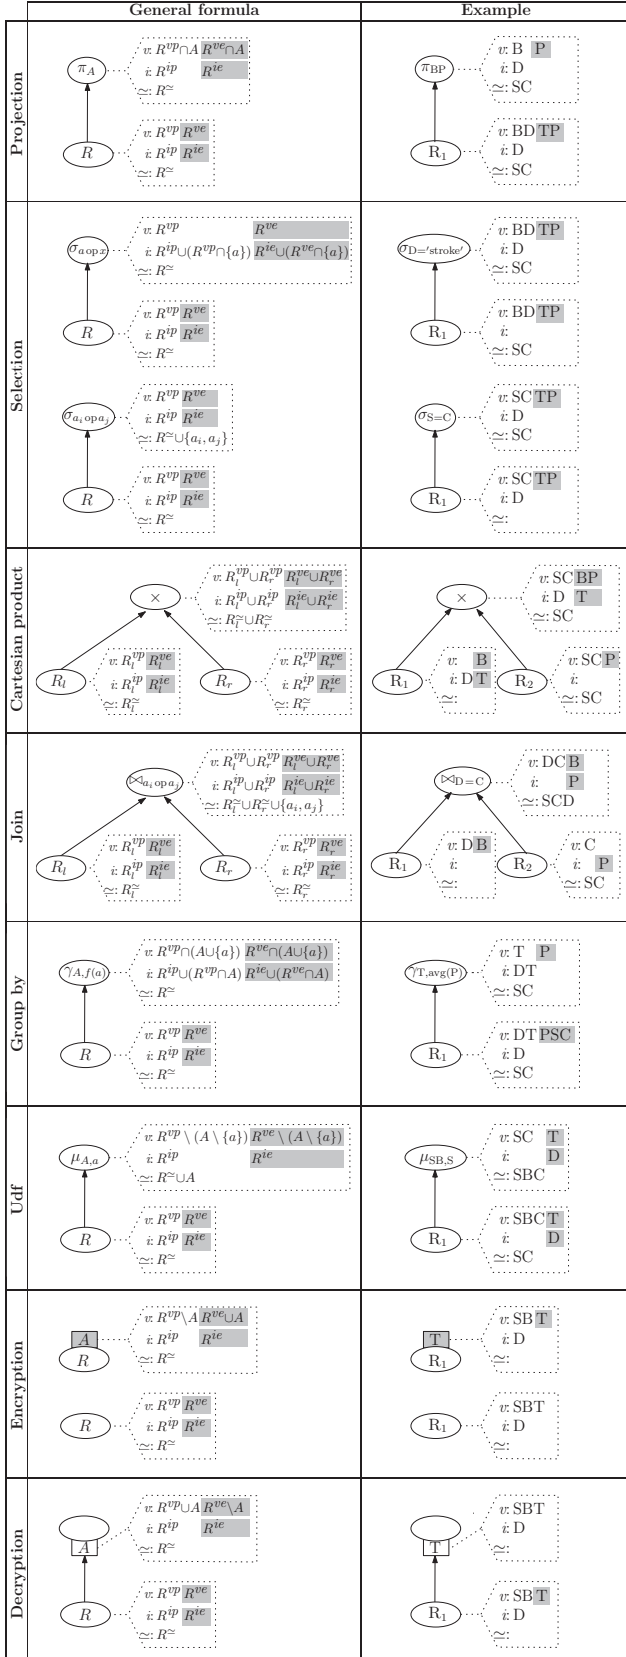 General formula Example
Projection
π_A
v: R^vp∩A R^ve∩A
i: R^ip R^ie
≃: R^≃
R
v: R^vp R^ve
i: R^ip R^ie
≃: R^≃
π_BP
v: B P
i: D
≃: SC
R_1
v: BD TP
i: D
≃: SC
Selection
σ_a op x
v: R^vp R^ve
i: R^ip∪(R^vp∩{a}) R^ie∪(R^ve∩{a})
≃: R^≃
R
v: R^vp R^ve
i: R^ip R^ie
≃: R^≃
σ_D='stroke'
v: BD TP
i: D
≃: SC
R_1
v: BD TP
i:
≃: SC
σ_a_i op a_j
v: R^vp R^ve
i: R^ip R^ie
≃: R^≃∪{a_i, a_j}
R
v: R^vp R^ve
i: R^ip R^ie
≃: R^≃
σ_S=C
v: SC TP
i: D
≃: SC
R_1
v: SC TP
i: D
≃:
Cartesian product
×
v: R_l^vp∪R_r^vp R_l^ve∪R_r^ve
i: R_l^ip∪R_r^ip R_l^ie∪R_r^ie
≃: R_l^≃∪R_r^≃
R_l
v: R_l^vp R_l^ve
i: R_l^ip R_l^ie
≃: R_l^≃
R_r
v: R_r^vp R_r^ve
i: R_r^ip R_r^ie
≃: R_r^≃
×
v: SC BP
i: D T
≃: SC
R_1
v: B
i: D T
≃:
R_2
v: SC P
i:
≃: SC
Join
⋈_a_i op a_j
v: R_l^vp∪R_r^vp R_l^ve∪R_r^ve
i: R_l^ip∪R_r^ip R_l^ie∪R_r^ie
≃: R_l^≃∪R_r^≃∪{a_i, a_j}
R_l
v: R_l^vp R_l^ve
i: R_l^ip R_l^ie
≃: R_l^≃
R_r
v: R_r^vp R_r^ve
i: R_r^ip R_r^ie
≃: R_r^≃
⋈_D=C
v: DC B
i: P
≃: SCD
R_1
v: D B
i:
≃:
R_2
v: C
i: P
≃: SC
Group by
γ_A,f(a)
v: R^vp∩(A∪{a}) R^ve∩(A∪{a})
i: R^ip∪(R^vp∩A) R^ie∪(R^ve∩A)
≃: R^≃
R
v: R^vp R^ve
i: R^ip R^ie
≃: R^≃
γ_T,avg(P)
v: T P
i: DT
≃: SC
R_1
v: DT PSC
i: D
≃: SC
Udf
μ_A,a
v: R^vp \ (A \ {a}) R^ve \ (A \ {a})
i: R^ip R^ie
≃: R^≃∪A
R
v: R^vp R^ve
i: R^ip R^ie
≃: R^≃
μ_SB,S
v: SC T
i: D
≃: SBC
R_1
v: SBC T
i: D
≃: SC
Encryption
A
R
v: R^vp\A R^ve∪A
i: R^ip R^ie
≃: R^≃
R
v: R^vp R^ve
i: R^ip R^ie
≃: R^≃
T
R_1
v: SB T
i: D
≃:
R_1
v: SBT
i: D
≃:
Decryption
A
v: R^vp∪A R^ve\A
i: R^ip R^ie
≃: R^≃
R
v: R^vp R^ve
i: R^ip R^ie
≃: R^≃
T
v: SBT
i: D
≃:
R_1
v: SB T
i: D
≃: